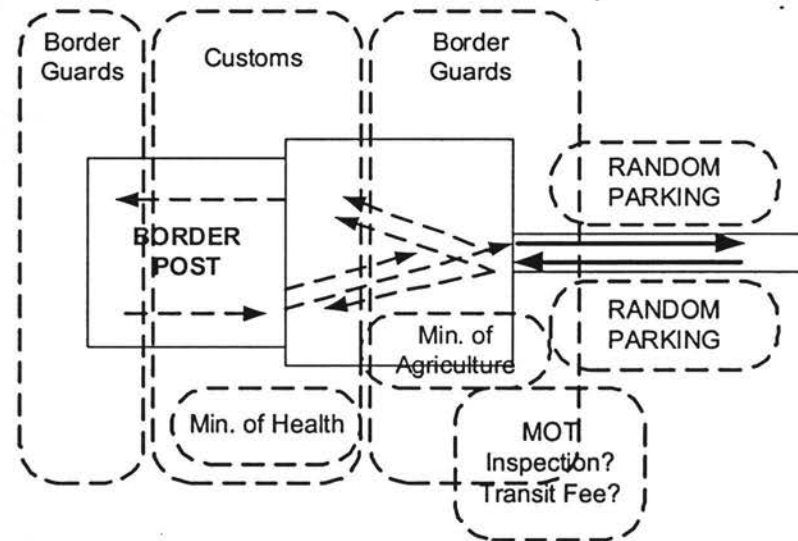 Border
Guards
Customs
Border
Guards
RANDOM
PARKING
BORDER
POST
RANDOM
PARKING
Min. of
Agriculture
Min. of Health
MOT
Inspection?
Transit Fee?